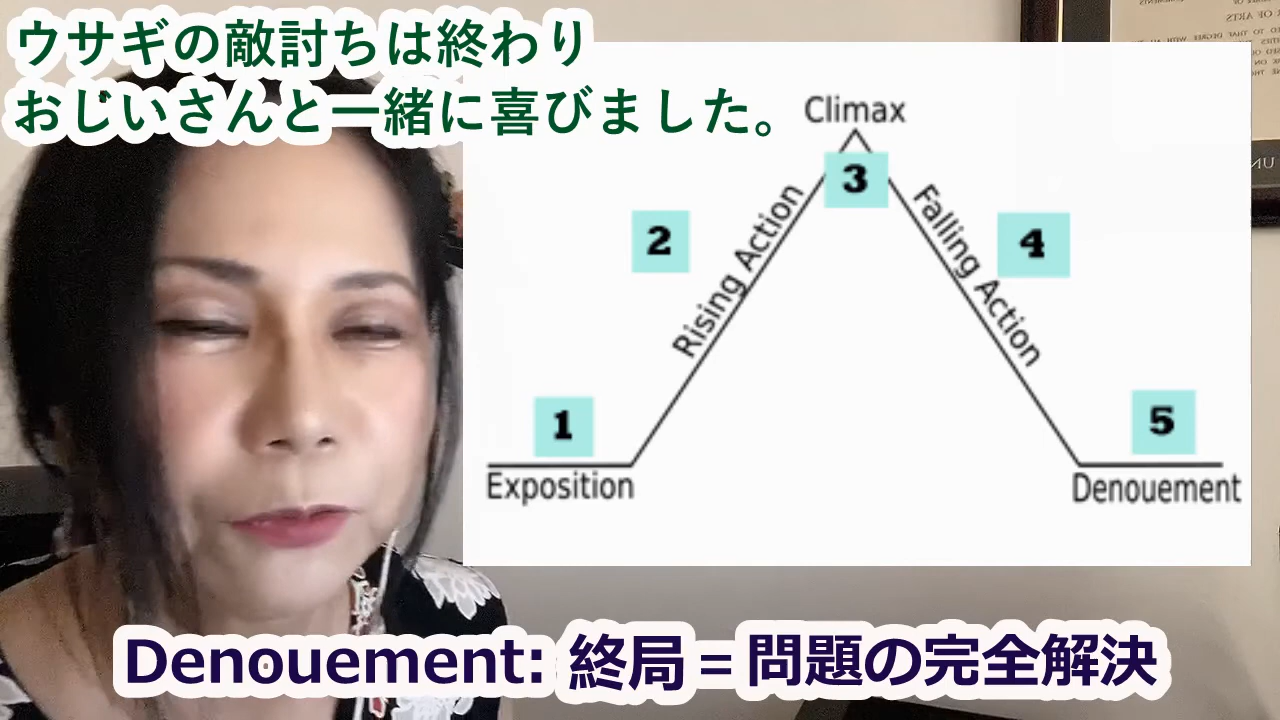 ウサギの敵討ちは終わり
おじいさんと一緒に喜びました。
Climax
3
2
Rising Action
Falling Action
4
1
5
Exposition
Denouement
Denouement: 終局＝問題の完全解決